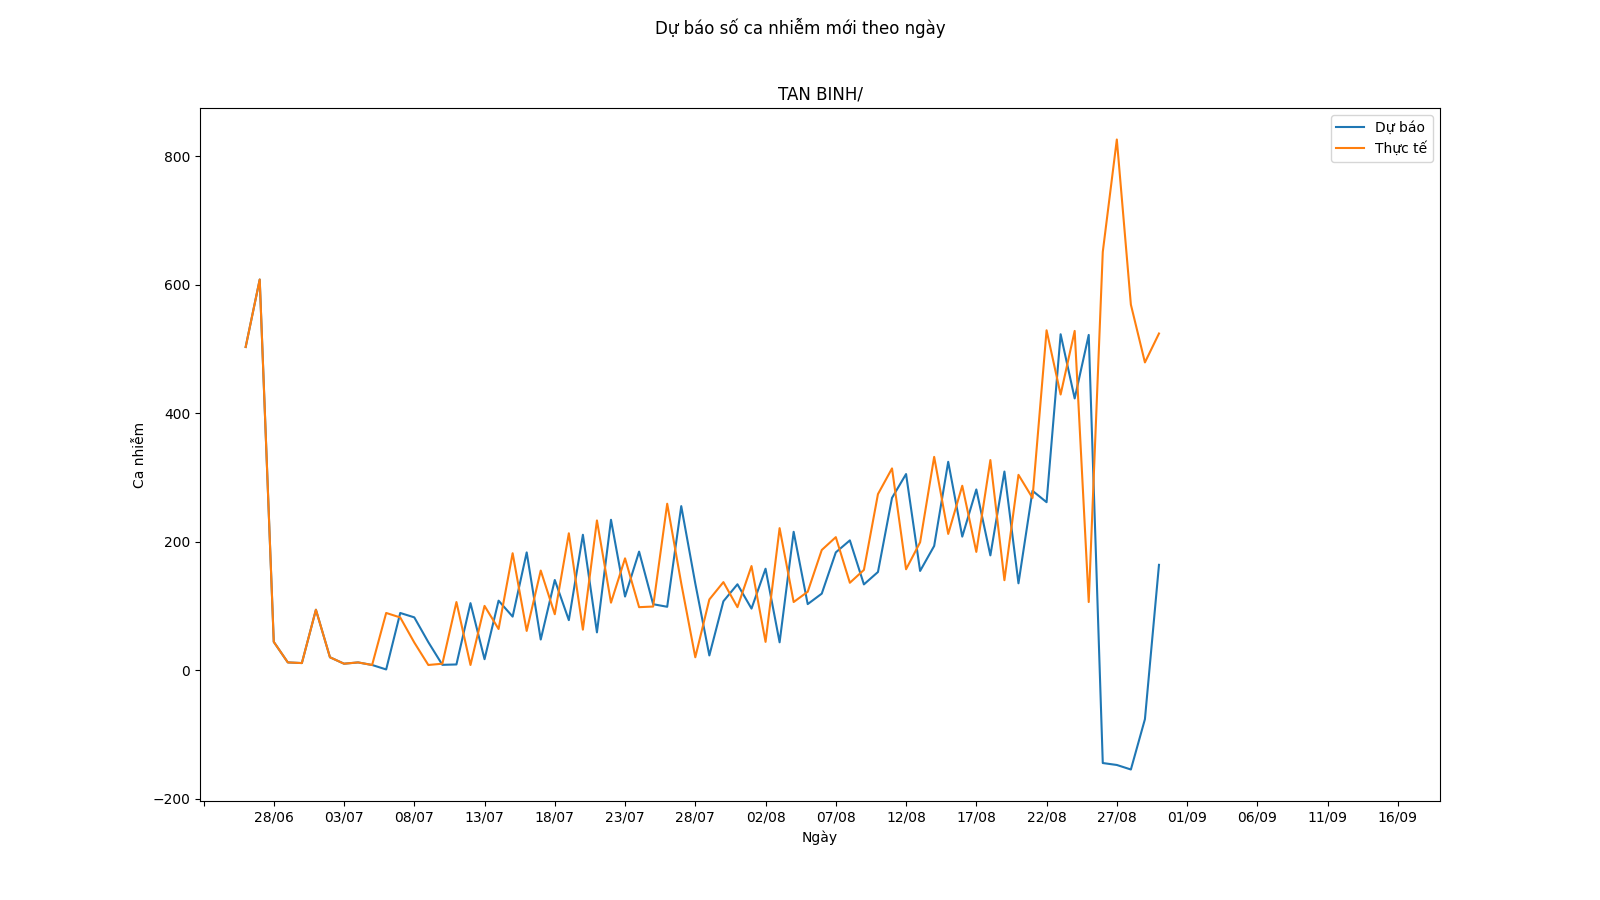 Dự báo số ca nhiễm mới theo ngày
TAN BINH/
Dự báo
Thực tế
800
600
400
200
0
−200
Ca nhiễm
28/06 03/07 08/07 13/07 18/07 23/07 28/07 02/08 07/08 12/08 17/08 22/08 27/08 01/09 06/09 11/09 16/09
Ngày